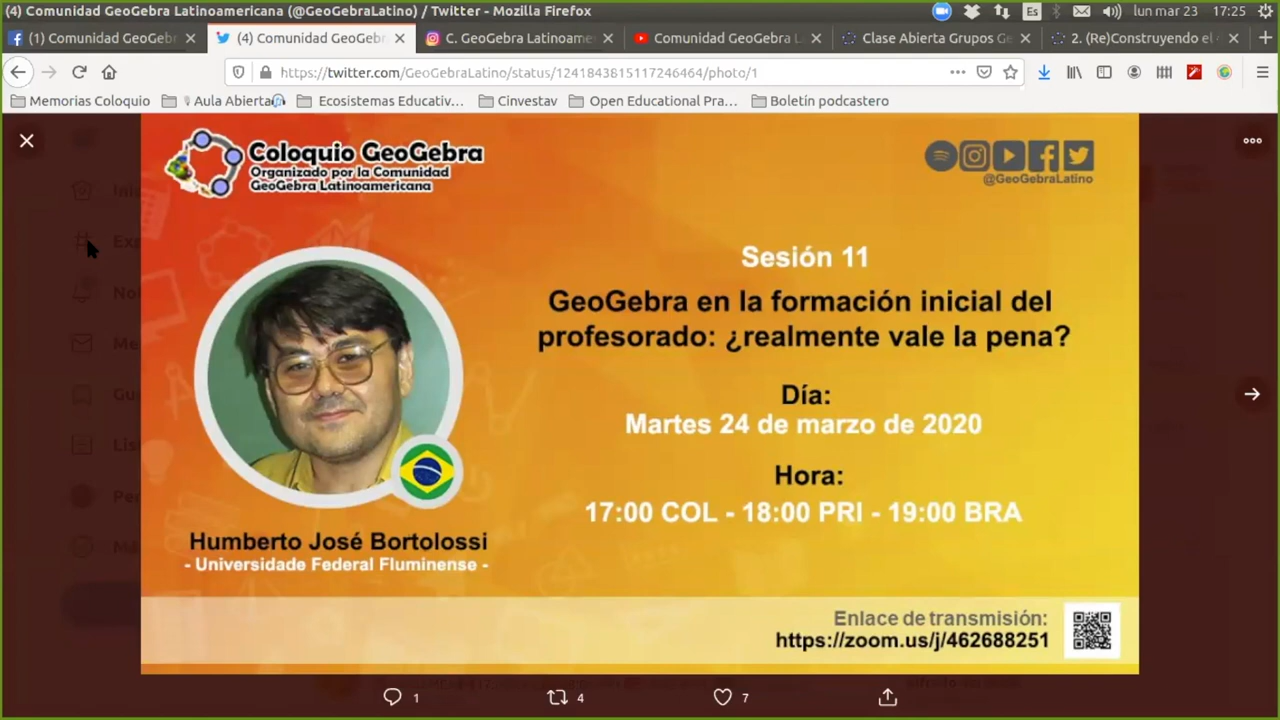 (4) Comunidad GeoGebra Latinoamericana (@GeoGebraLatino) / Twitter - Mozilla Firefox
Es
lun mar 23
17:25
(1) Comunidad GeoGeb
(4) Comunidad GeoGebr
C. GeoGebra Latinoame
Comunidad GeoGebra L
Clase Abierta Grupos Ge
2. (Re)Construyendo el
https://twitter.com/GeoGebraLatino/status/1241843815117246464/photo/1
Memorias Coloquio
Aula Abierta
Ecosistemas Educativ...
Cinvestav
Open Educational Pra...
Boletín podcastero
Coloquio GeoGebra
Organizado por la Comunidad
GeoGebra Latinoamericana
@GeoGebraLatino
Sesión 11
GeoGebra en la formación inicial del
profesorado: ¿realmente vale la pena?
Día:
Martes 24 de marzo de 2020
Hora:
17:00 COL - 18:00 PRI - 19:00 BRA
Humberto José Bortolossi
- Universidade Federal Fluminense -
Enlace de transmisión:
https://zoom.us/j/462688251
1
4
7